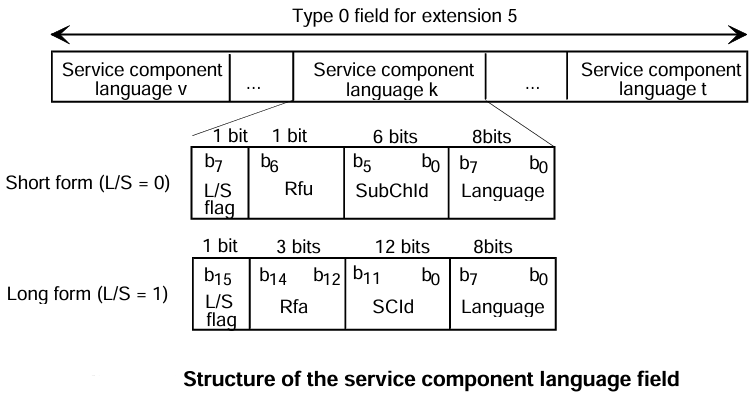 Type 0 field for extension 5
Service component language v
...
Service component language k
...
Service component language t
1 bit 1 bit 6 bits 8bits
Short form (L/S = 0)
b7 b6 b5 b0 b7 b0
L/S flag Rfu SubChId Language
1 bit 3 bits 12 bits 8bits
Long form (L/S = 1)
b15 b14 b12 b11 b0 b7 b0
L/S flag Rfa SCId Language
Structure of the service component language field